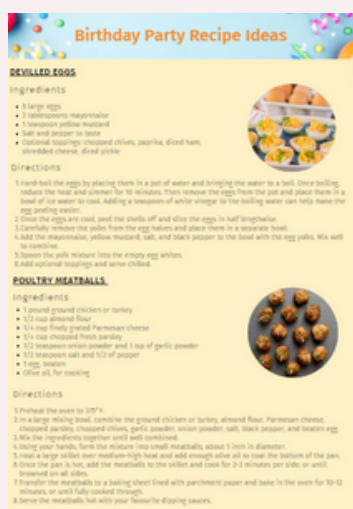 Birthday Party Recipe Ideas
DEVILLED EGGS
Ingredients
8 large eggs
2 tablespoons mayonnaise
1 teaspoon yellow mustard
Salt and pepper to taste
Optional toppings: chopped chives, paprika, diced ham,
shredded cheese, diced pickle
Directions
1.Hard-boil the eggs by placing them in a pot of water and bringing the water to a boil. Once boiling,
reduce the heat and simmer for 10 minutes. Then remove the eggs from the pot and place them in a
bowl of ice water to cool. Adding a teaspoon of white vinegar to the boiling water can help make the
egg peeling easier.
2.Once the eggs are cool, peel the shells off and slice the eggs in half lengthwise.
3.Carefully remove the yolks from the egg halves and place them in a separate bowl.
4.Add the mayonnaise, yellow mustard, salt, and black pepper to the bowl with the egg yolks. Mix well
to combine.
5.Spoon the yolk mixture into the empty egg whites.
6.Add optional toppings and serve chilled.
POULTRY MEATBALLS
Ingredients
1 pound ground chicken or turkey
1/2 cup almond flour
1/4 cup finely grated Parmesan cheese
1/4 cup chopped fresh parsley
1/2 teaspoon onion powder and 1 tsp of garlic powder
1/2 teaspoon salt and 1/2 of pepper
1 egg, beaten
Olive oil, for cooking
Directions
1.Preheat the oven to 375°F.
2.In a large mixing bowl, combine the ground chicken or turkey, almond flour, Parmesan cheese,
chopped parsley, chopped chives, garlic powder, onion powder, salt, black pepper, and beaten egg.
3.Mix the ingredients together until well combined.
4.Using your hands, form the mixture into small meatballs, about 1 inch in diameter.
5.Heat a large skillet over medium-high heat and add enough olive oil to coat the bottom of the pan.
6.Once the pan is hot, add the meatballs to the skillet and cook for 2-3 minutes per side, or until
browned on all sides.
7.Transfer the meatballs to a baking sheet lined with parchment paper and bake in the oven for 10-12
minutes, or until fully cooked through.
8.Serve the meatballs hot with your favourite dipping sauces.